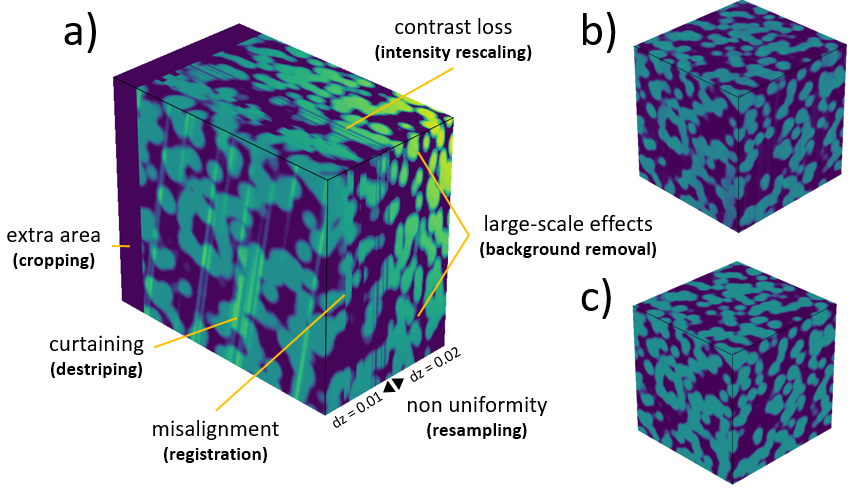 a)
contrast loss
(intensity rescaling)
b)
extra area
(cropping)
large-scale effects
(background removal)
c)
curtaining
(destriping)
dz = 0.01
dz = 0.02
misalignment
(registration)
non uniformity
(resampling)